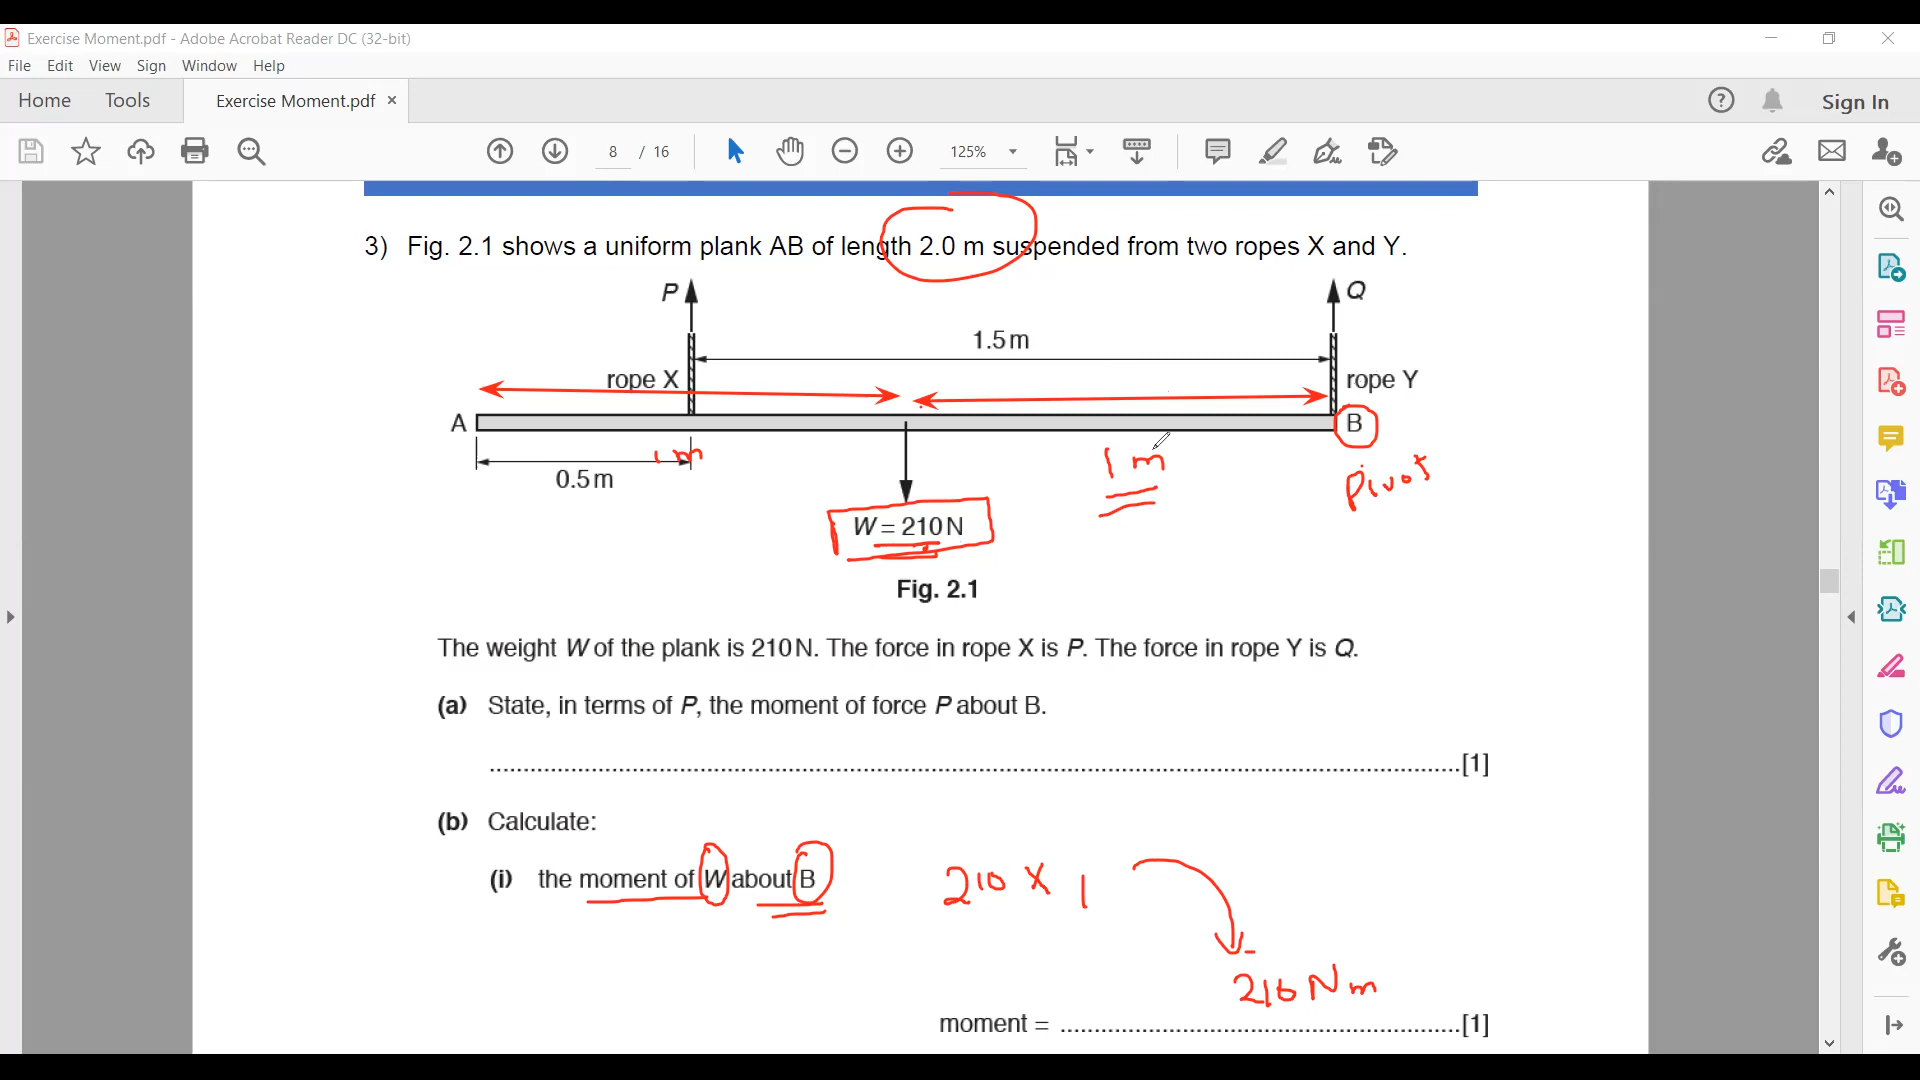 Exercise Moment.pdf - Adobe Acrobat Reader DC (32-bit)
File Edit View Sign Window Help
Home Tools Exercise Moment.pdf × Sign In
8 / 16 125%
3) Fig. 2.1 shows a uniform plank AB of length 2.0 m suspended from two ropes X and Y.
P Q
1.5 m
rope X rope Y
A B
1 m 1 m
0.5 m pivot
W = 210 N
Fig. 2.1
The weight W of the plank is 210 N. The force in rope X is P. The force in rope Y is Q.
(a) State, in terms of P, the moment of force P about B.
[1]
(b) Calculate:
(i) the moment of W about B 210 × 1
210 N m
moment = [1]